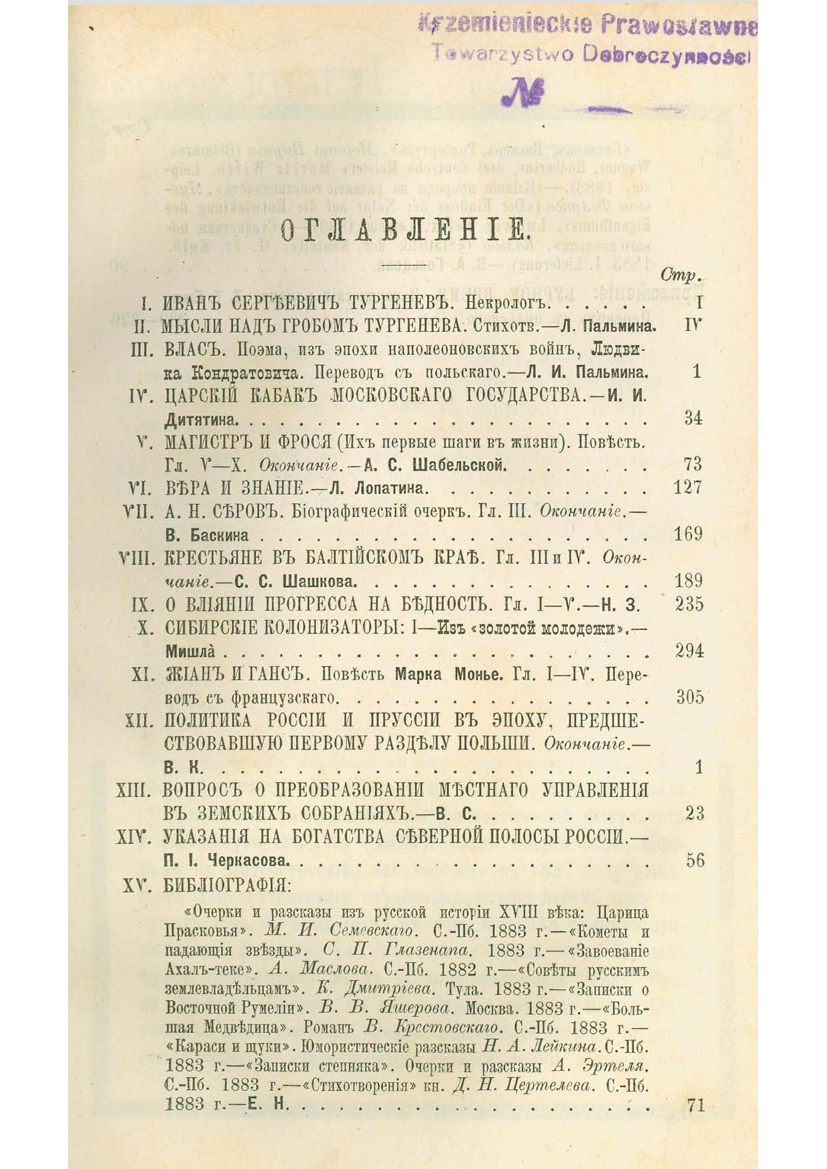 Krzemienieckie Prawosławne
Towarzystwo Dobroczynności
№
ОГЛАВЛЕНІЕ.
Стр.
I. ИВАНЪ СЕРГѢЕВИЧЪ ТУРГЕНЕВЪ. Некрологъ. . . . . . I
II. МЫСЛИ НАДЪ ГРОБОМЪ ТУРГЕНЕВА. Стихотв.—Л. Пальмина. IV
III. ВЛАСЪ. Поэма, изъ эпохи наполеоновскихъ войнъ, Людви-
ка Кондратовича. Переводъ съ польскаго.—Л. И. Пальмина. 1
IV. ЦАРСКІЙ КАБАКЪ МОСКОВСКАГО ГОСУДАРСТВА.—И. И.
Дитятина. . . . . . . . . . . . . . . . . . . . . 34
V. МАГИСТРЪ И ФРОСЯ (Ихъ первые шаги въ жизни). Повѣсть.
Гл. V—X. Окончаніе.—А. С. Шабельской. . . . . . . . 73
VI. ВѢРА И ЗНАНІЕ.—Л. Лопатина. . . . . . . . . . . . 127
VII. А. Н. СѢРОВЪ. Біографическій очеркъ. Гл. III. Окончаніе.—
В. Баскина . . . . . . . . . . . . . . . . . . . . 169
VIII. КРЕСТЬЯНЕ ВЪ БАЛТІЙСКОМЪ КРАѢ. Гл. III и IV. Окон-
чаніе.—С. С. Шашкова. . . . . . . . . . . . . . . 189
IX. О ВЛІЯНІИ ПРОГРЕССА НА БѢДНОСТЬ. Гл. I—V.—Н. З. 235
X. СИБИРСКІЕ КОЛОНИЗАТОРЫ: I—Изъ «золотой молодежи».—
Мишла̀ . . . . . . . . . . . . . . . . . . . . . . 294
XI. ЖІАНЪ И ГАНСЪ. Повѣсть Марка Монье. Гл. I—IV. Пере-
водъ съ французскаго. . . . . . . . . . . . . . . . 305
XII. ПОЛИТИКА РОССІИ И ПРУССІИ ВЪ ЭПОХУ, ПРЕДШЕ-
СТВОВАВШУЮ ПЕРВОМУ РАЗДѢЛУ ПОЛЬШИ. Окончаніе.—
В. К. . . . . . . . . . . . . . . . . . . . . . . 1
XIII. ВОПРОСЪ О ПРЕОБРАЗОВАНІИ МѢСТНАГО УПРАВЛЕНІЯ
ВЪ ЗЕМСКИХЪ СОБРАНІЯХЪ.—В. С. . . . . . . . . . 23
XIV. УКАЗАНІЯ НА БОГАТСТВА СѢВЕРНОЙ ПОЛОСЫ РОССІИ.—
П. І. Черкасова. . . . . . . . . . . . . . . . . . . 56
XV. БИБЛІОГРАФІЯ:
«Очерки и разсказы изъ русской исторіи XVIII вѣка: Царица
Прасковья». М. И. Семевскаго. С.-Пб. 1883 г.—«Кометы и
падающія звѣзды». С. П. Глазенапа. 1883 г.—«Завоеваніе
Ахалъ-теке». А. Маслова. С.-Пб. 1882 г.—«Совѣты русскимъ
землевладѣльцамъ». К. Дмитріева. Тула. 1883 г.—«Записки о
Восточной Румеліи». В. В. Яшерова. Москва. 1883 г.—«Боль-
шая Медвѣдица». Романъ В. Крестовскаго. С.-Пб. 1883 г.—
«Караси и щуки». Юмористическіе разсказы Н. А. Лейкина. С.-Пб.
1883 г.—«Записки степняка». Очерки и разсказы А. Эртеля.
С.-Пб. 1883 г.—«Стихотворенія» кн. Д. Н. Цертелева. С.-Пб.
1883 г.—Е. Н. . . . . . . . . . . . . . . . . . . . 71